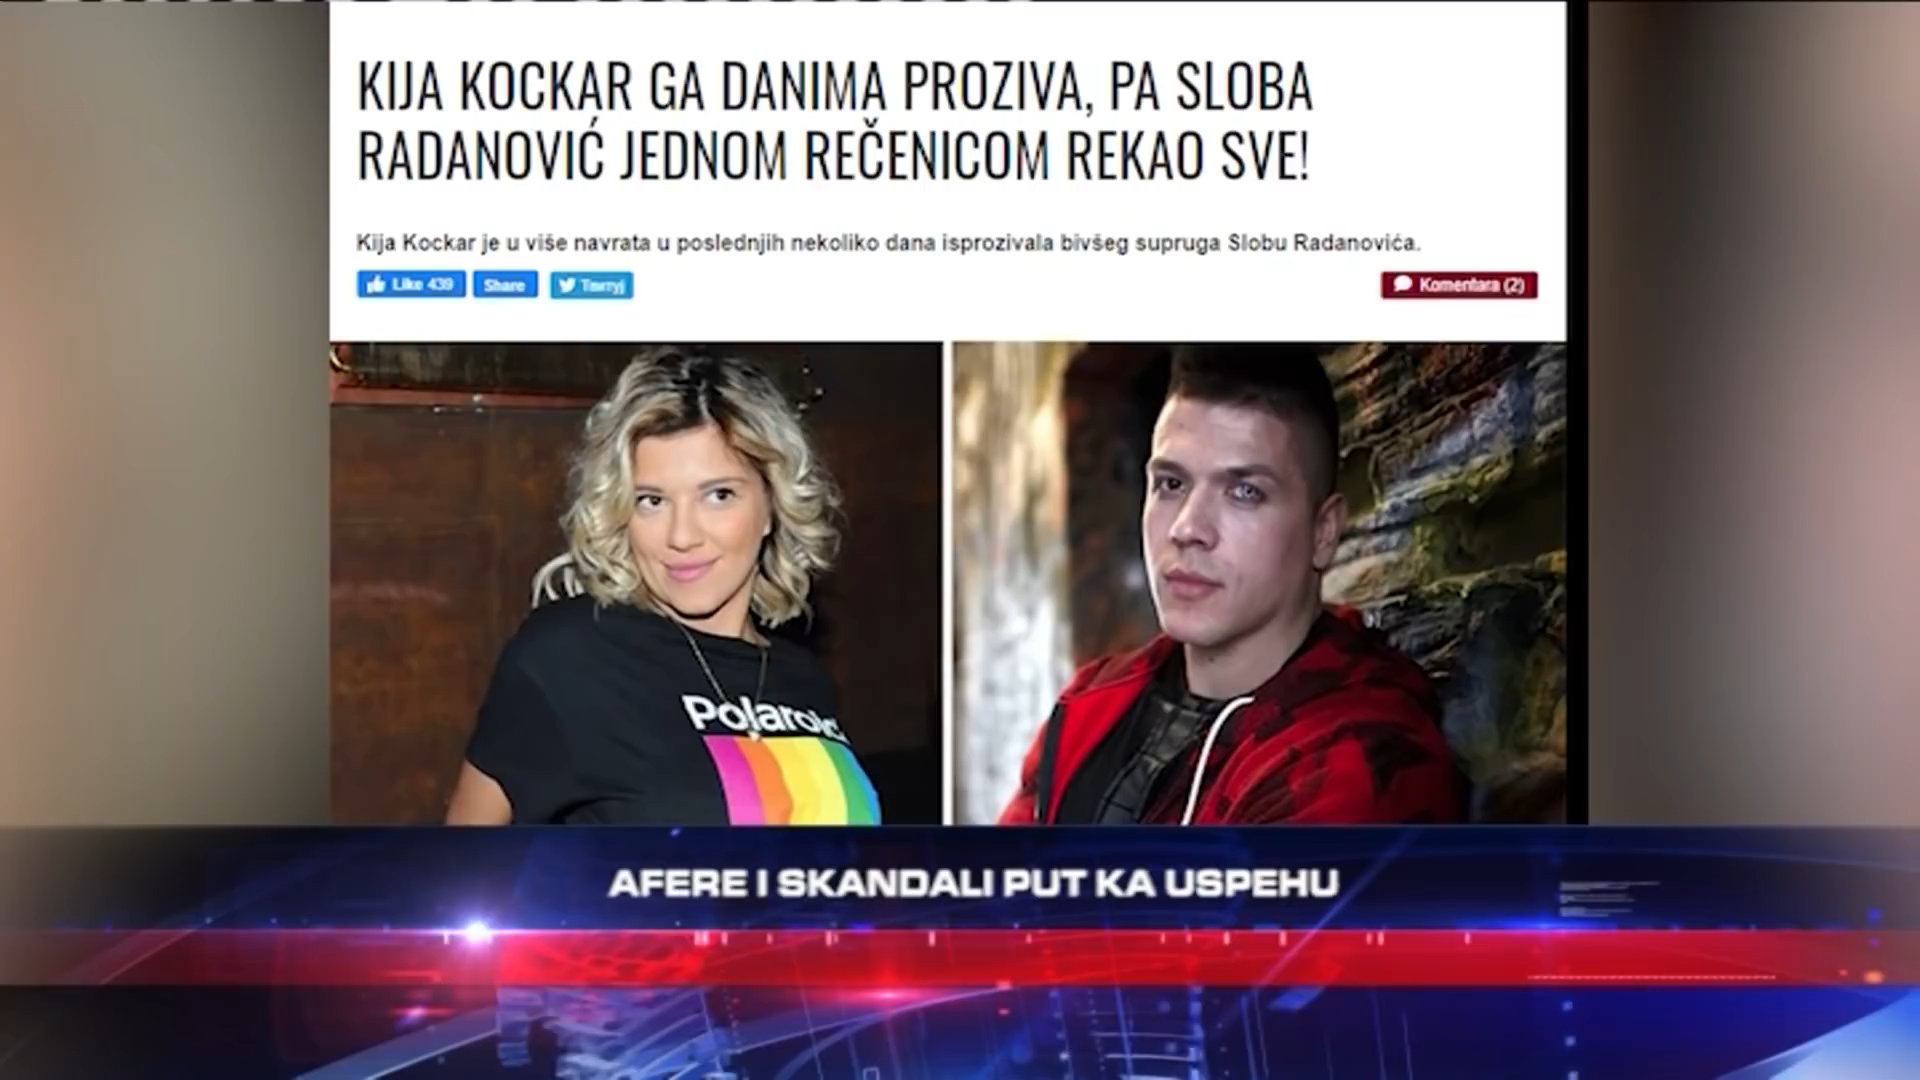 KIJA KOCKAR GA DANIMA PROZIVA, PA SLOBA
RADANOVIĆ JEDNOM REČENICOM REKAO SVE!
Kija Kockar je u više navrata u poslednjih nekoliko dana isprozivala bivšeg supruga Slobu Radanovića.
Like 439 Share Твитуј Komentara (2)
Polaroid
AFERE I SKANDALI PUT KA USPEHU